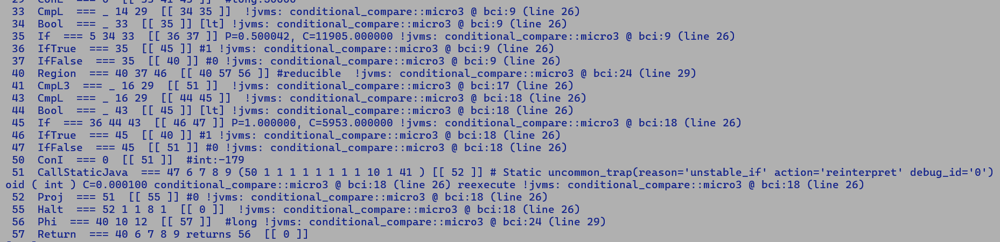 29  ConL  === 0  [[ 33 41 43 ]]  #long:50000
33  CmpL  === _ 14 29  [[ 34 35 ]]  !jvms: conditional_compare::micro3 @ bci:9 (line 26)
34  Bool  === _ 33  [[ 35 ]] [lt] !jvms: conditional_compare::micro3 @ bci:9 (line 26)
35  If  === 5 34 33  [[ 36 37 ]] P=0.500042, C=11905.000000 !jvms: conditional_compare::micro3 @ bci:9 (line 26)
36  IfTrue  === 35  [[ 45 ]] #1 !jvms: conditional_compare::micro3 @ bci:9 (line 26)
37  IfFalse  === 35  [[ 40 ]] #0 !jvms: conditional_compare::micro3 @ bci:9 (line 26)
40  Region  === 40 37 46  [[ 40 57 56 ]] #reducible  !jvms: conditional_compare::micro3 @ bci:24 (line 29)
41  CmpL3  === _ 16 29  [[ 51 ]]  !jvms: conditional_compare::micro3 @ bci:17 (line 26)
43  CmpL  === _ 16 29  [[ 44 45 ]]  !jvms: conditional_compare::micro3 @ bci:18 (line 26)
44  Bool  === _ 43  [[ 45 ]] [lt] !jvms: conditional_compare::micro3 @ bci:18 (line 26)
45  If  === 36 44 43  [[ 46 47 ]] P=1.000000, C=5953.000000 !jvms: conditional_compare::micro3 @ bci:18 (line 26)
46  IfTrue  === 45  [[ 40 ]] #1 !jvms: conditional_compare::micro3 @ bci:18 (line 26)
47  IfFalse  === 45  [[ 51 ]] #0 !jvms: conditional_compare::micro3 @ bci:18 (line 26)
50  ConI  === 0  [[ 51 ]]  #int:-179
51  CallStaticJava  === 47 6 7 8 9 (50 1 1 1 1 1 1 1 1 10 1 41 ) [[ 52 ]] # Static uncommon_trap(reason='unstable_if' action='reinterpret' debug_id='0')
oid ( int ) C=0.000100 conditional_compare::micro3 @ bci:18 (line 26) reexecute !jvms: conditional_compare::micro3 @ bci:18 (line 26)
52  Proj  === 51  [[ 55 ]] #0 !jvms: conditional_compare::micro3 @ bci:18 (line 26)
55  Halt  === 52 1 1 8 1  [[ 0 ]]  !jvms: conditional_compare::micro3 @ bci:18 (line 26)
56  Phi  === 40 10 12  [[ 57 ]]  #long !jvms: conditional_compare::micro3 @ bci:24 (line 29)
57  Return  === 40 6 7 8 9 returns 56  [[ 0 ]]